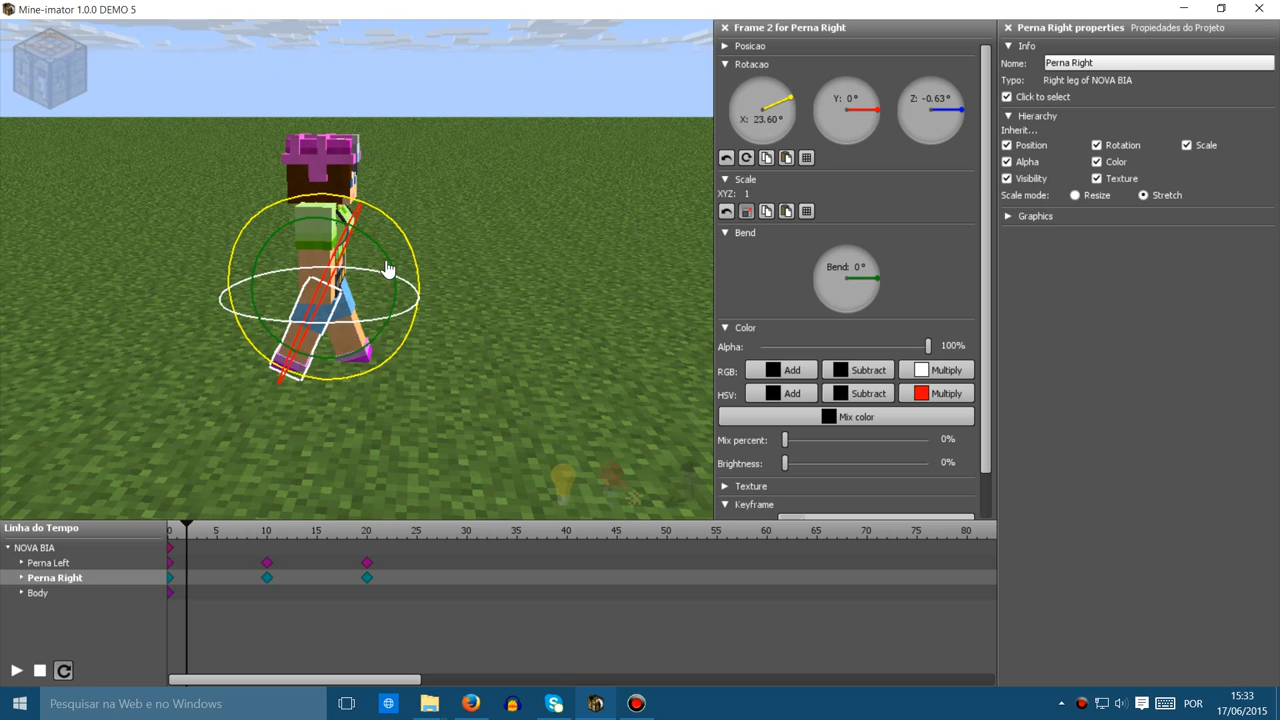 Mine-imator 1.0.0 DEMO 5
Frame 2 for Perna Right
Posicao
Rotacao
X: 23.60°
Y: 0°
Z: -0.63°
Scale
XYZ: 1
Bend
Bend: 0°
Color
Alpha: 100%
RGB: Add Subtract Multiply
HSV: Add Subtract Multiply
Mix color
Mix percent: 0%
Brightness: 0%
Texture
Keyframe
Perna Right properties Propiedades do Projeto
Info
Nome: Perna Right
Typo: Right leg of NOVA BIA
Click to select
Hierarchy
Inherit...
Position Rotation Scale
Alpha Color
Visibility Texture
Scale mode: Resize Stretch
Graphics
Linha do Tempo
0 5 10 15 20 25 30 35 40 45 50 55 60 65 70 75 80
NOVA BIA
Perna Left
Perna Right
Body
Pesquisar na Web e no Windows
POR
15:33
17/06/2015